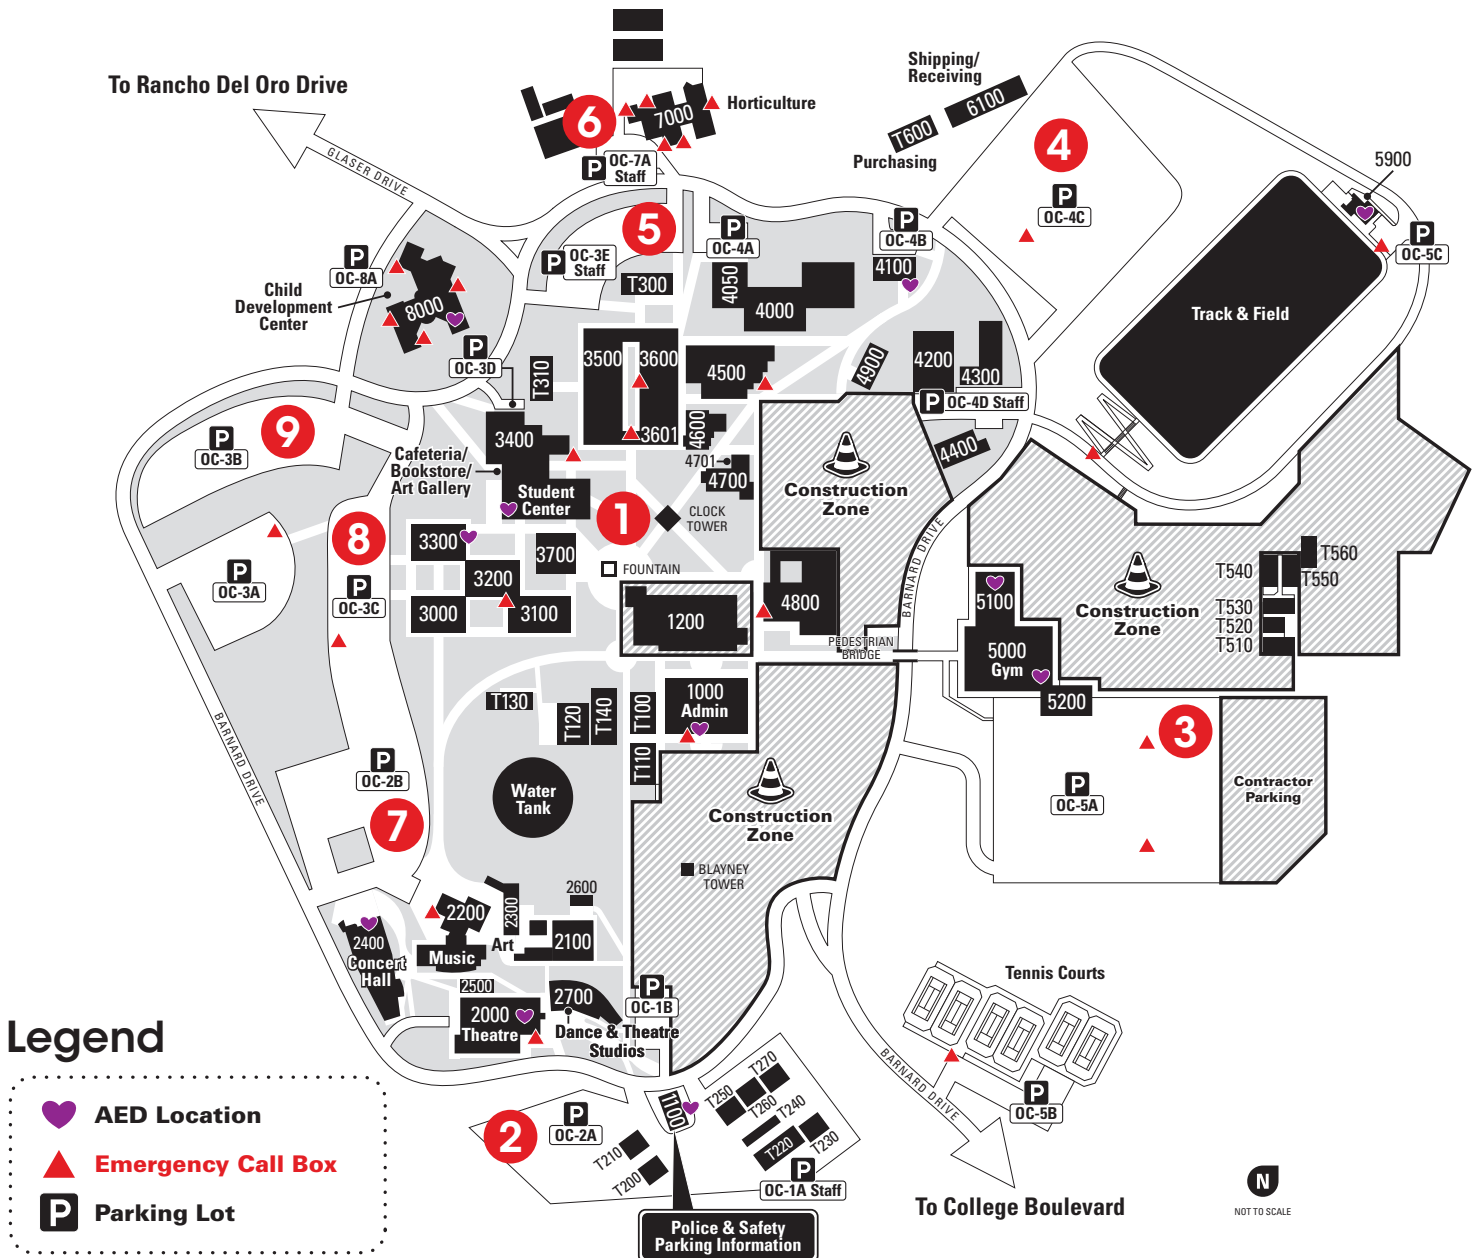 To Rancho Del Oro Drive
GLASER DRIVE
6
7000
Horticulture
P
OC-7A
Staff
Shipping/
Receiving
6100
T600
Purchasing
4
P
OC-4C
5900
P
OC-5C
Track & Field
5
P
OC-3E
Staff
P
OC-4A
P
OC-4B
4100
P
OC-8A
Child
Development
Center
8000
T300
4050
4000
P
OC-3D
T310
3500
3600
3601
4500
4900
4200
4300
P
OC-4D Staff
4400
4600
4701
4700
9
P
OC-3B
3400
Cafeteria/
Bookstore/
Art Gallery
Student
Center
1
CLOCK
TOWER
Construction
Zone
8
3300
3700
FOUNTAIN
3200
3000
3100
P
OC-3A
P
OC-3C
1200
4800
PEDESTRIAN
BRIDGE
BARNARD DRIVE
5100
5000
Gym
5200
Construction
Zone
T560
T540
T550
T530
T520
T510
T130
T120
T140
T100
T110
1000
Admin
3
P
OC-5A
Contractor
Parking
BARNARD DRIVE
P
OC-2B
7
Water
Tank
Construction
Zone
BLAYNEY
TOWER
2200
Music
2300
2600
Art
2100
2400
Concert
Hall
2500
2000
Theatre
2700
Dance & Theatre
Studios
P
OC-1B
Tennis Courts
P
OC-5B
BARNARD DRIVE
To College Boulevard
2
P
OC-2A
1100
T210
T200
T250
T270
T260
T240
T220
T230
P
OC-1A Staff
Police & Safety
Parking Information
N
NOT TO SCALE
Legend
AED Location
Emergency Call Box
P
Parking Lot